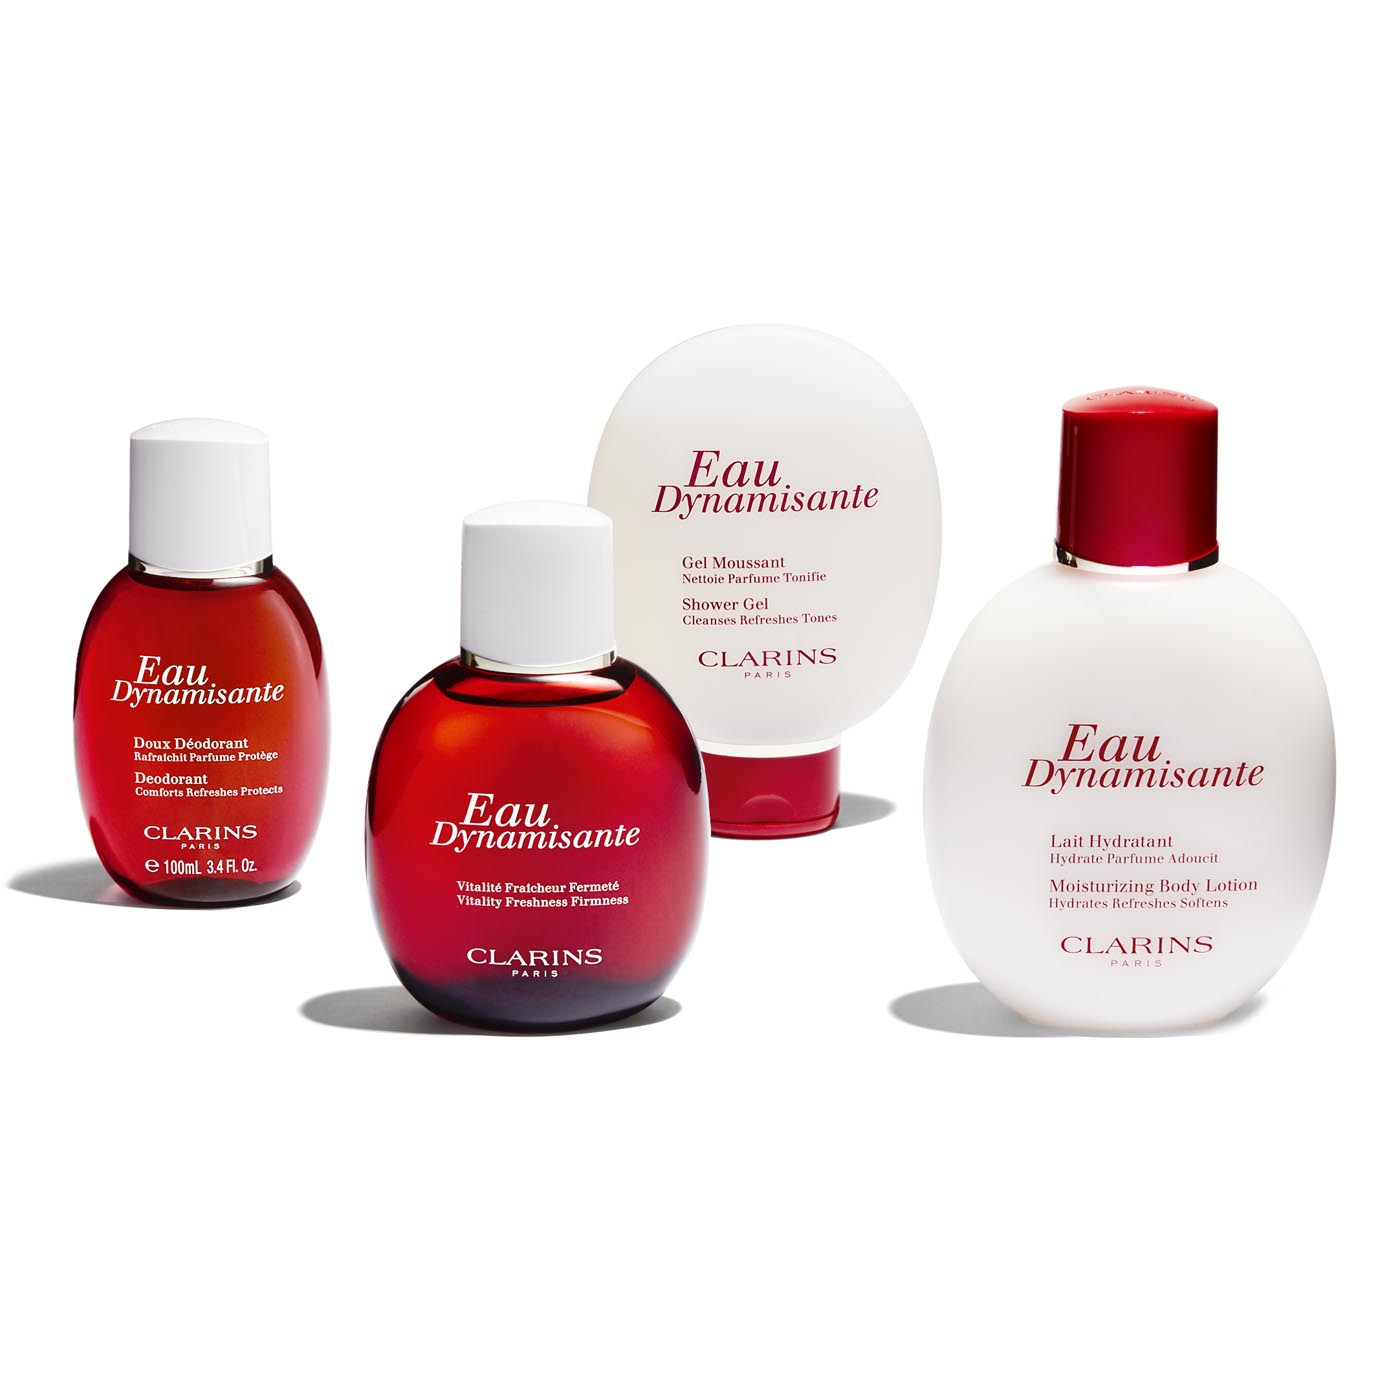 Eau
Dynamisante
Doux Déodorant
Rafraîchit Parfume Protège
Deodorant
Comforts Refreshes Protects
CLARINS
PARIS
e 100mL 3.4 Fl. Oz.
Eau
Dynamisante
Vitalité Fraîcheur Fermeté
Vitality Freshness Firmness
CLARINS
PARIS
Eau
Dynamisante
Gel Moussant
Nettoie Parfume Tonifie
Shower Gel
Cleanses Refreshes Tones
CLARINS
PARIS
CLARINS
Eau
Dynamisante
Lait Hydratant
Hydrate Parfume Adoucit
Moisturizing Body Lotion
Hydrates Refreshes Softens
CLARINS
PARIS